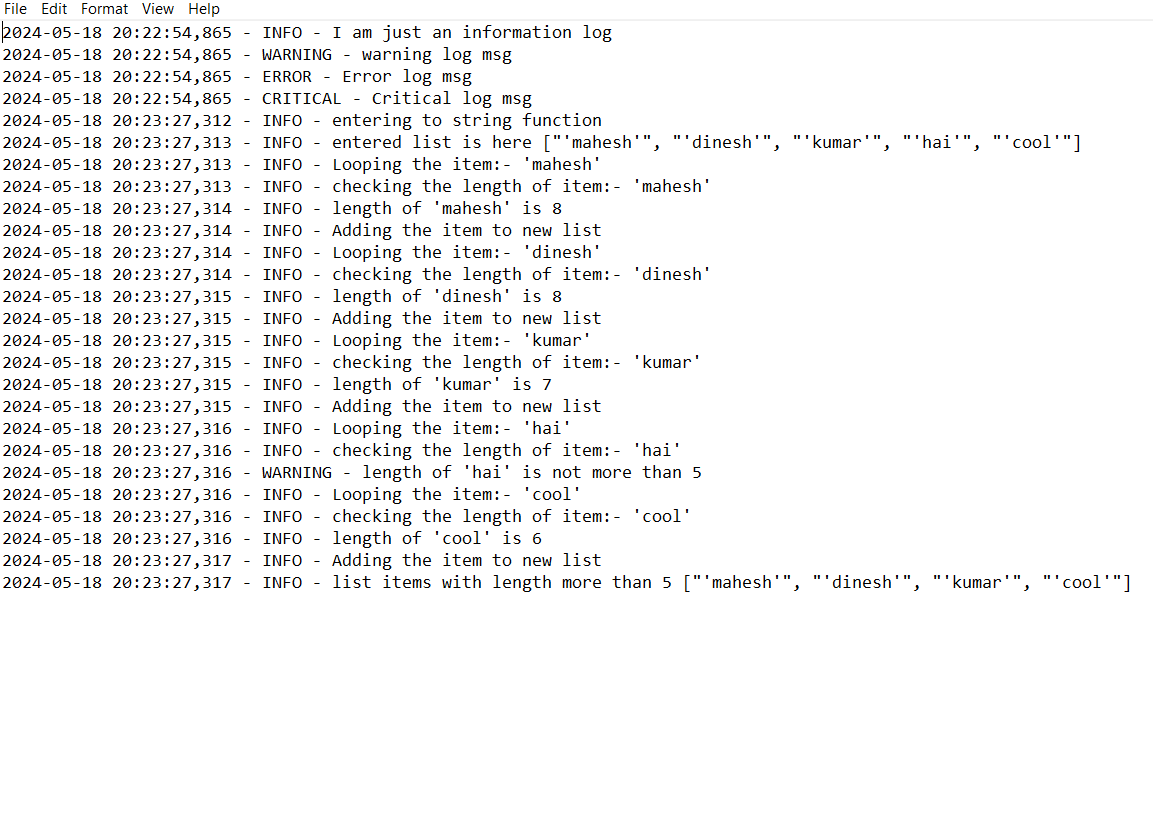 File Edit Format View Help
2024-05-18 20:22:54,865 - INFO - I am just an information log
2024-05-18 20:22:54,865 - WARNING - warning log msg
2024-05-18 20:22:54,865 - ERROR - Error log msg
2024-05-18 20:22:54,865 - CRITICAL - Critical log msg
2024-05-18 20:23:27,312 - INFO - entering to string function
2024-05-18 20:23:27,313 - INFO - entered list is here ["'mahesh'", "'dinesh'", "'kumar'", "'hai'", "'cool'"]
2024-05-18 20:23:27,313 - INFO - Looping the item:- 'mahesh'
2024-05-18 20:23:27,313 - INFO - checking the length of item:- 'mahesh'
2024-05-18 20:23:27,314 - INFO - length of 'mahesh' is 8
2024-05-18 20:23:27,314 - INFO - Adding the item to new list
2024-05-18 20:23:27,314 - INFO - Looping the item:- 'dinesh'
2024-05-18 20:23:27,314 - INFO - checking the length of item:- 'dinesh'
2024-05-18 20:23:27,315 - INFO - length of 'dinesh' is 8
2024-05-18 20:23:27,315 - INFO - Adding the item to new list
2024-05-18 20:23:27,315 - INFO - Looping the item:- 'kumar'
2024-05-18 20:23:27,315 - INFO - checking the length of item:- 'kumar'
2024-05-18 20:23:27,315 - INFO - length of 'kumar' is 7
2024-05-18 20:23:27,315 - INFO - Adding the item to new list
2024-05-18 20:23:27,316 - INFO - Looping the item:- 'hai'
2024-05-18 20:23:27,316 - INFO - checking the length of item:- 'hai'
2024-05-18 20:23:27,316 - WARNING - length of 'hai' is not more than 5
2024-05-18 20:23:27,316 - INFO - Looping the item:- 'cool'
2024-05-18 20:23:27,316 - INFO - checking the length of item:- 'cool'
2024-05-18 20:23:27,316 - INFO - length of 'cool' is 6
2024-05-18 20:23:27,317 - INFO - Adding the item to new list
2024-05-18 20:23:27,317 - INFO - list items with length more than 5 ["'mahesh'", "'dinesh'", "'kumar'", "'cool'"]